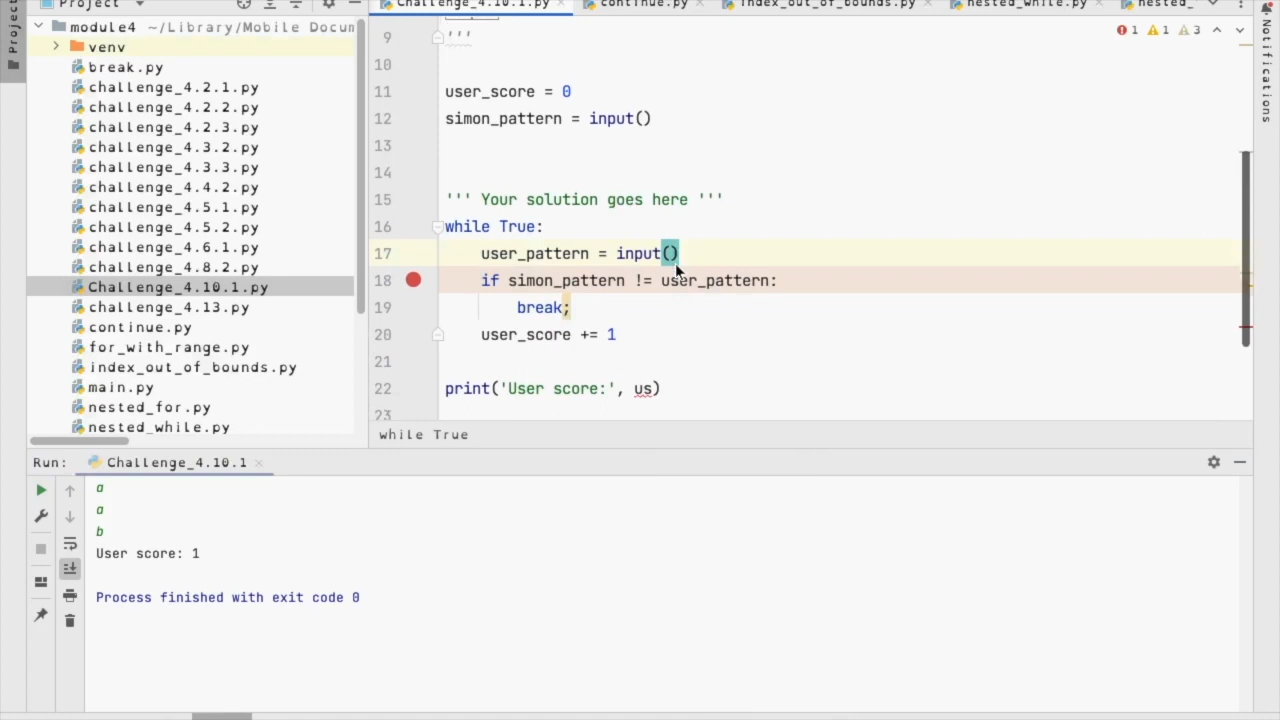 Project
Challenge_4.10.1.py
continue.py
index_out_of_bounds.py
nested_while.py
nested_
Project
Notifications
module4 ~/Library/Mobile Docum
venv
break.py
challenge_4.2.1.py
challenge_4.2.2.py
challenge_4.2.3.py
challenge_4.3.2.py
challenge_4.3.3.py
challenge_4.4.2.py
challenge_4.5.1.py
challenge_4.5.2.py
challenge_4.6.1.py
challenge_4.8.2.py
Challenge_4.10.1.py
challenge_4.13.py
continue.py
for_with_range.py
index_out_of_bounds.py
main.py
nested_for.py
nested_while.py
1 1 3
9 '''
10
11 user_score = 0
12 simon_pattern = input()
13
14
15 ''' Your solution goes here '''
16 while True:
17 user_pattern = input()
18 if simon_pattern != user_pattern:
19 break;
20 user_score += 1
21
22 print('User score:', us)
23
while True
Run: Challenge_4.10.1
a
a
b
User score: 1
Process finished with exit code 0